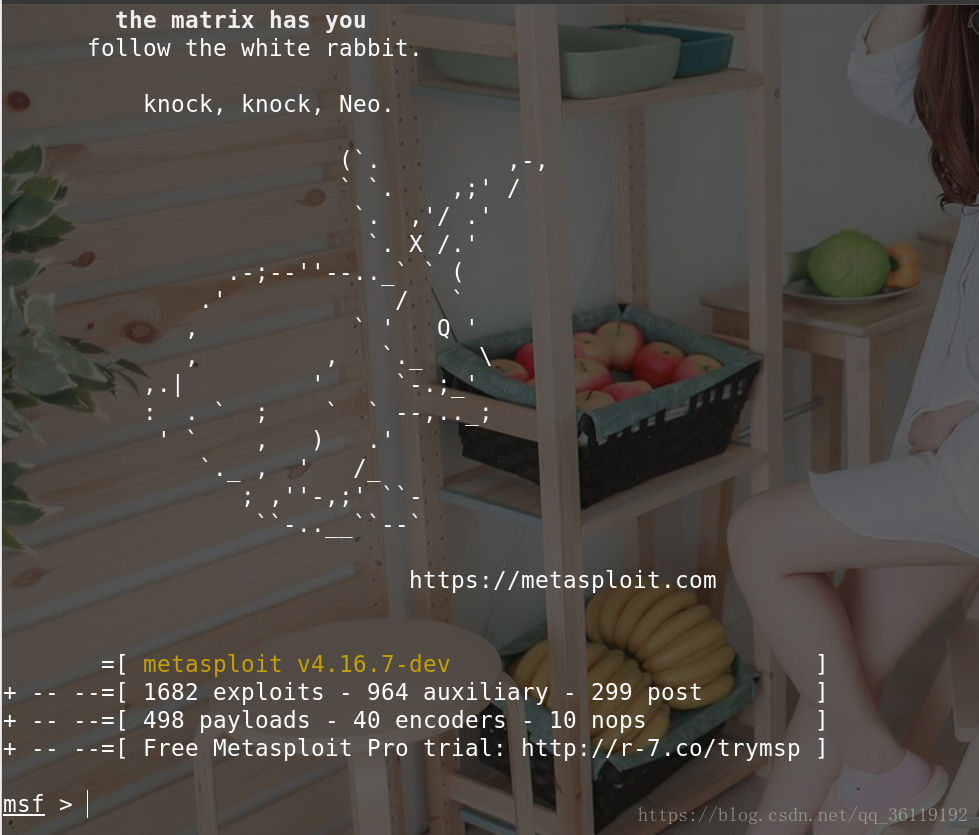 the matrix has you
follow the white rabbit.
knock, knock, Neo.
(`.                 ,-,
` `.    ,;' /
`.  ,'/ .'
`. X /.'
.-;--''--.._` ` (
.'            /   `
,           ` '   Q '
,         ,   `._    \
,.|         '     `-.;_'
:  . `  ;    `  ` --,.._;
' `    ,   )   .'
`._ ,  '   /_
; ,''-,;' ``-
``-..__``--`
https://metasploit.com
=[ metasploit v4.16.7-dev                          ]
+ -- --=[ 1682 exploits - 964 auxiliary - 299 post        ]
+ -- --=[ 498 payloads - 40 encoders - 10 nops            ]
+ -- --=[ Free Metasploit Pro trial: http://r-7.co/trymsp ]
msf >
https://blog.csdn.net/qq_36119192